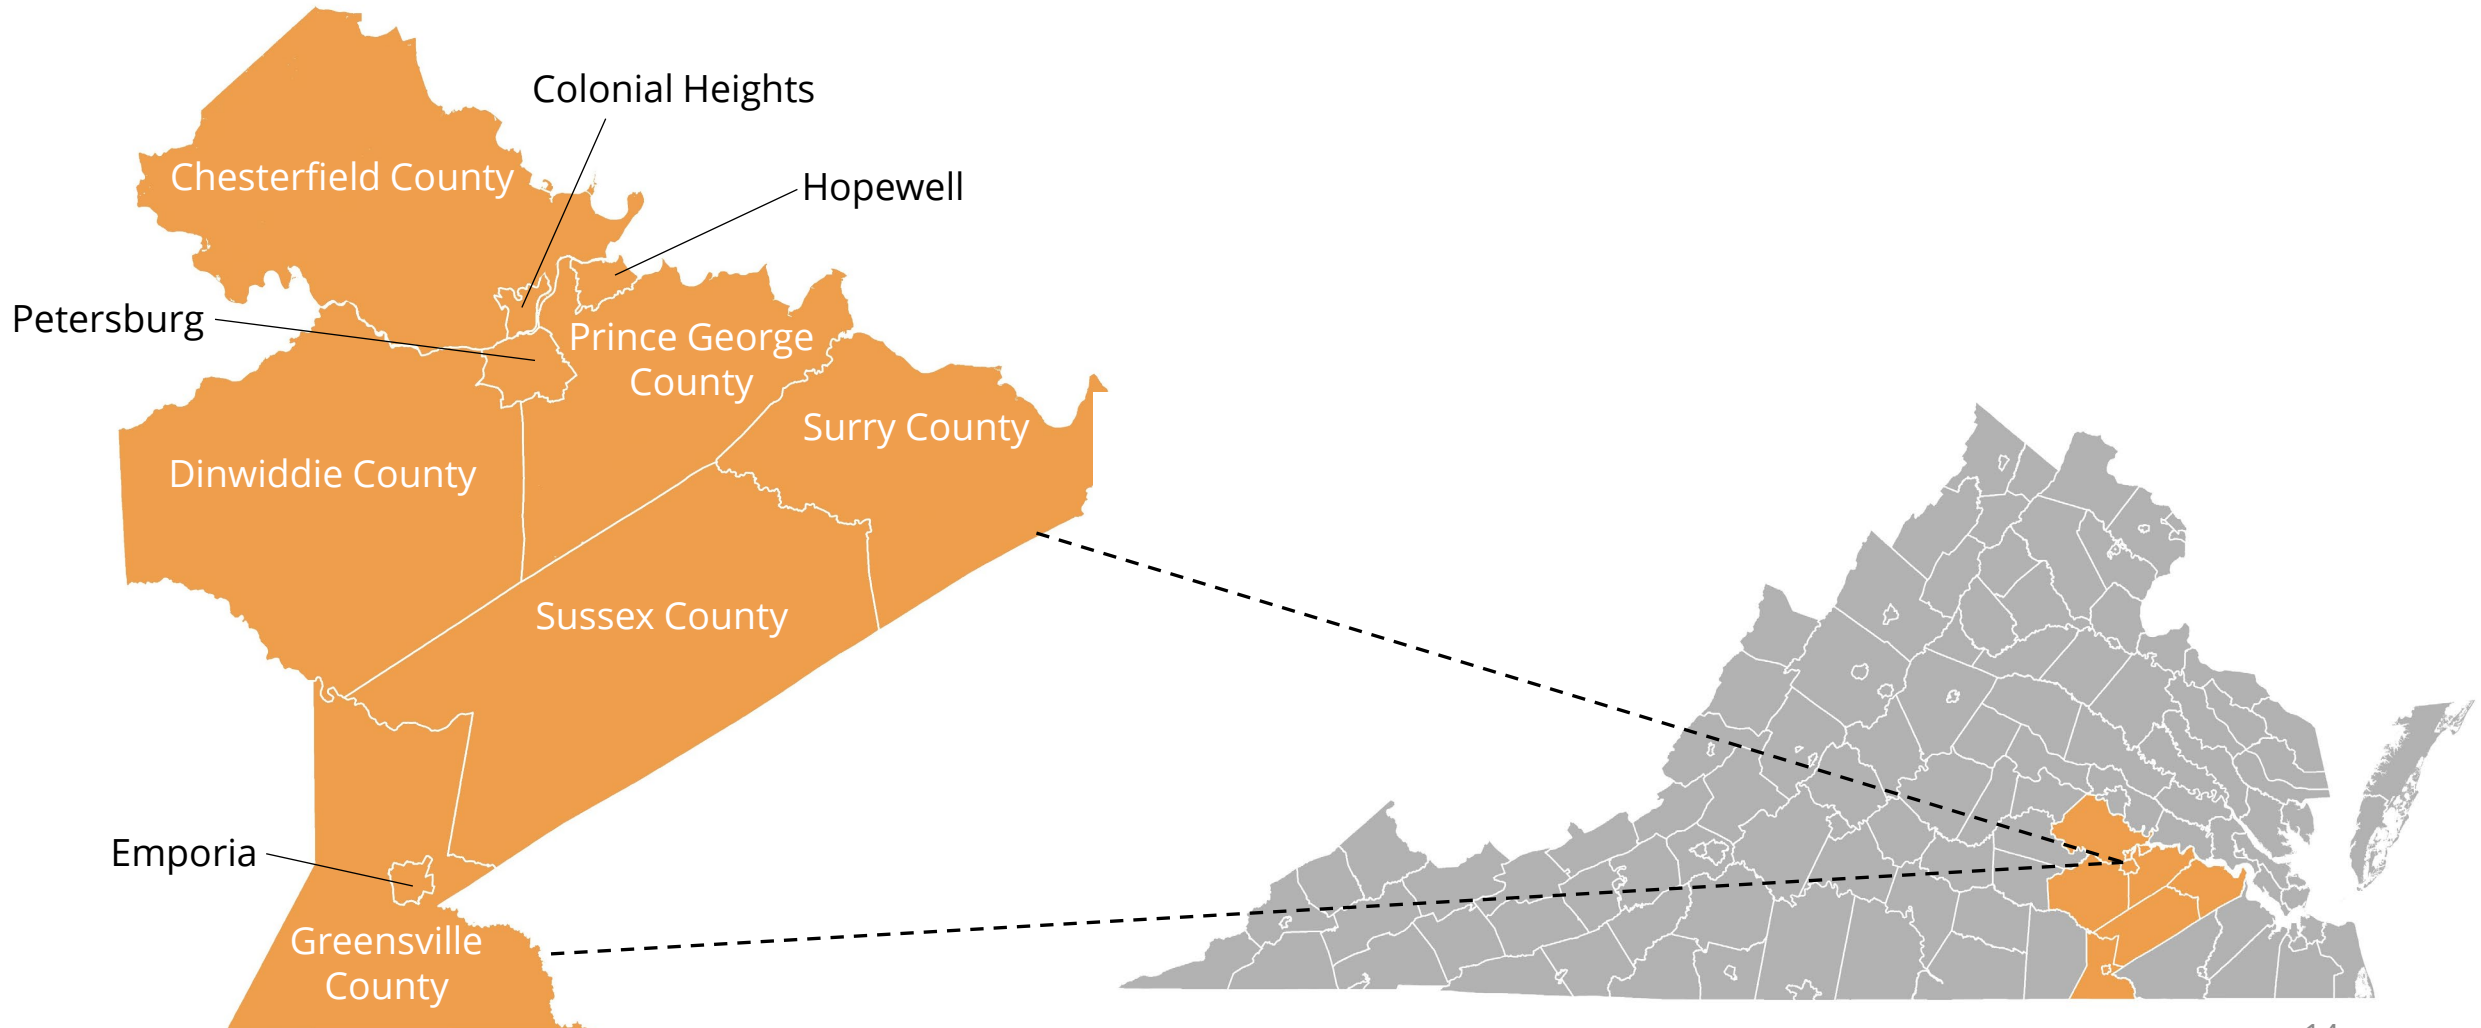 Colonial Heights
Chesterfield County
Hopewell
Petersburg
Prince George
County
Surry County
Dinwiddie County
Sussex County
Emporia
Greensville
County